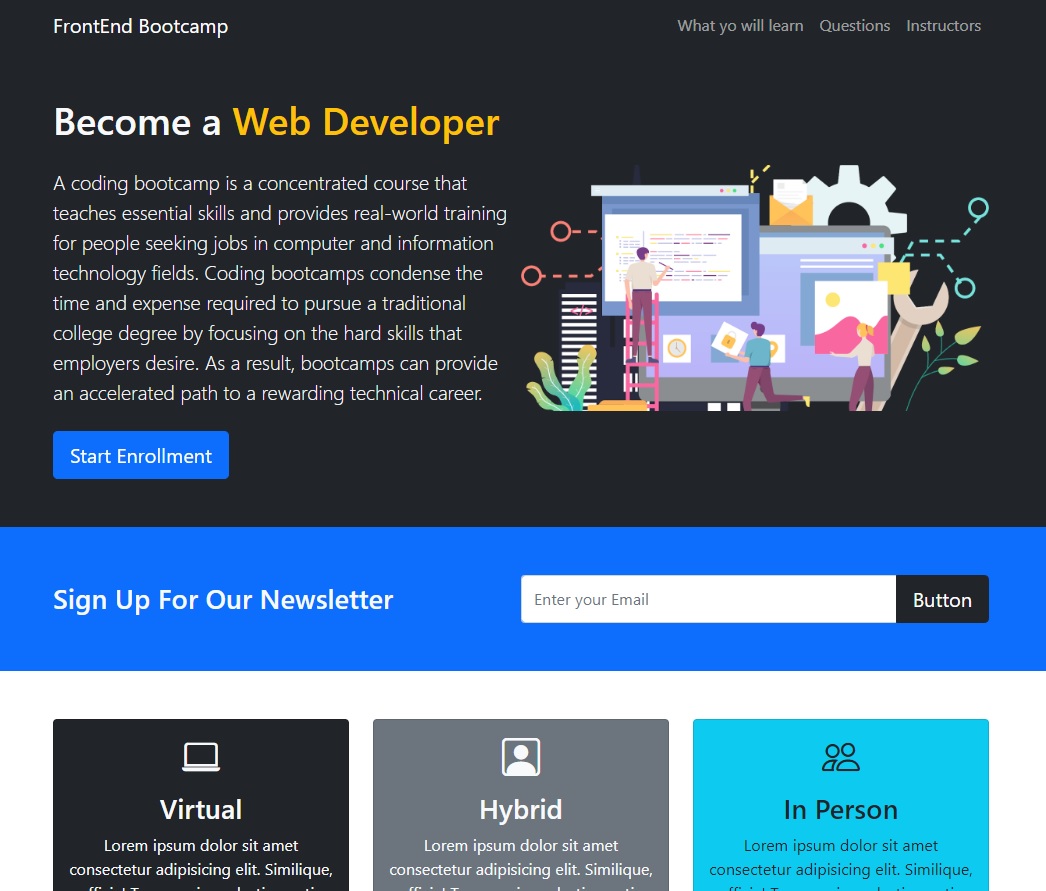 FrontEnd Bootcamp
What yo will learn Questions Instructors
Become a Web Developer
A coding bootcamp is a concentrated course that
teaches essential skills and provides real-world training
for people seeking jobs in computer and information
technology fields. Coding bootcamps condense the
time and expense required to pursue a traditional
college degree by focusing on the hard skills that
employers desire. As a result, bootcamps can provide
an accelerated path to a rewarding technical career.
Start Enrollment
Sign Up For Our Newsletter
Enter your Email
Button
Virtual
Lorem ipsum dolor sit amet
consectetur adipisicing elit. Similique,
Hybrid
Lorem ipsum dolor sit amet
consectetur adipisicing elit. Similique,
In Person
Lorem ipsum dolor sit amet
consectetur adipisicing elit. Similique,